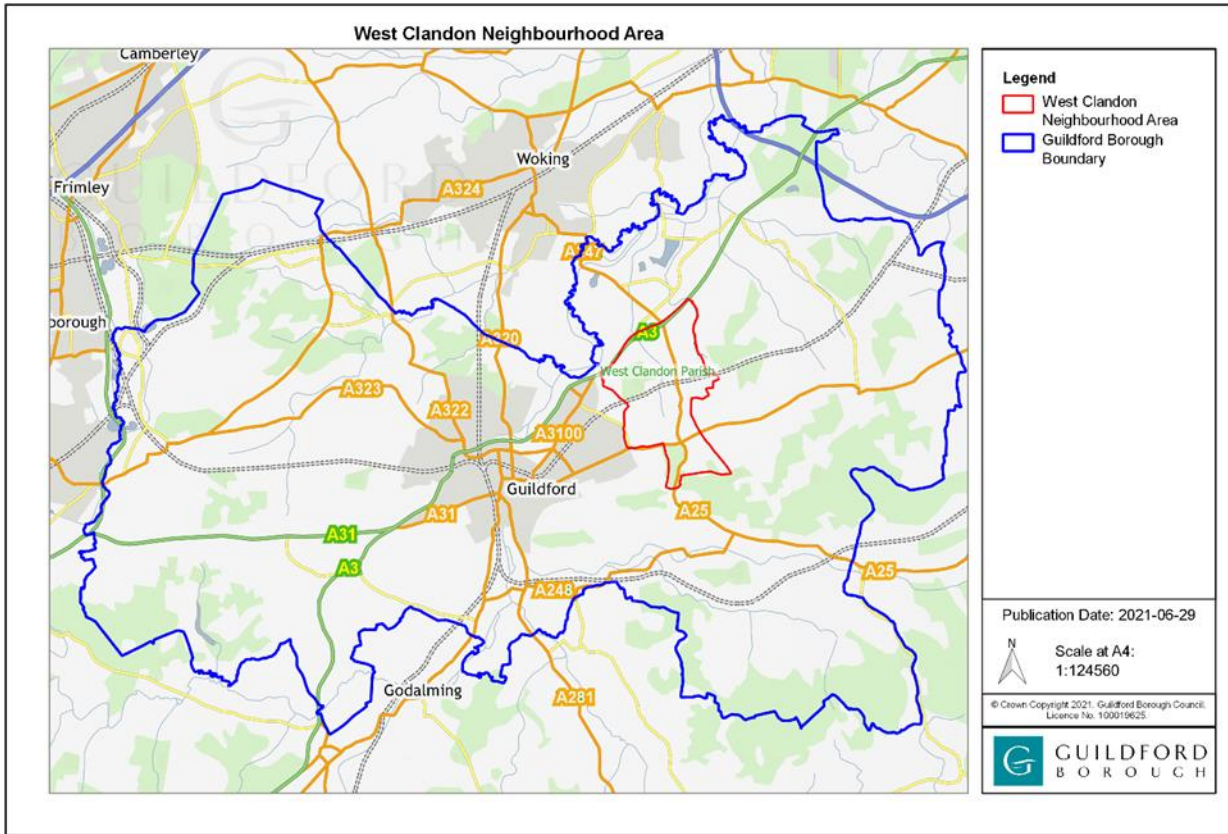 West Clandon Neighbourhood Area
Camberley
GUILDFORD
Woking
Frimley
A324
A247
borough
A3
A320
West Clandon Parish
A323
A322
A3100
Guildford
A31
A25
A31
A3
A248
A25
Godalming
A281
Legend
West Clandon
Neighbourhood Area
Guildford Borough
Boundary
Publication Date: 2021-06-29
N
Scale at A4:
1:124560
© Crown Copyright 2021. Guildford Borough Council.
Licence No. 100019625.
G GUILDFORD
BOROUGH